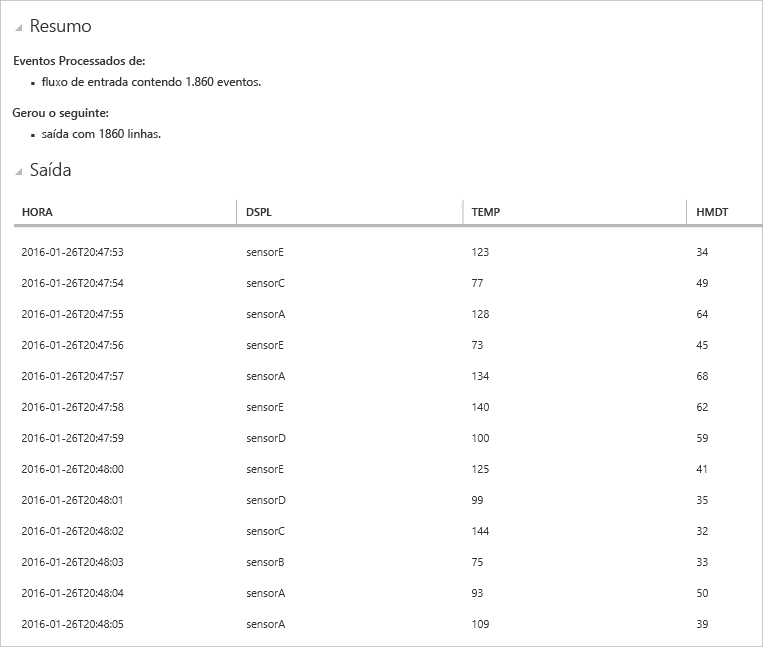 Resumo
Eventos Processados de:
fluxo de entrada contendo 1.860 eventos.
Gerou o seguinte:
saída com 1860 linhas.
Saída
HORA DSPL TEMP HMDT
2016-01-26T20:47:53 sensorE 123 34
2016-01-26T20:47:54 sensorC 77 49
2016-01-26T20:47:55 sensorA 128 64
2016-01-26T20:47:56 sensorE 73 45
2016-01-26T20:47:57 sensorA 134 68
2016-01-26T20:47:58 sensorE 140 62
2016-01-26T20:47:59 sensorD 100 59
2016-01-26T20:48:00 sensorE 125 41
2016-01-26T20:48:01 sensorD 99 35
2016-01-26T20:48:02 sensorC 144 32
2016-01-26T20:48:03 sensorB 75 33
2016-01-26T20:48:04 sensorA 93 50
2016-01-26T20:48:05 sensorA 109 39